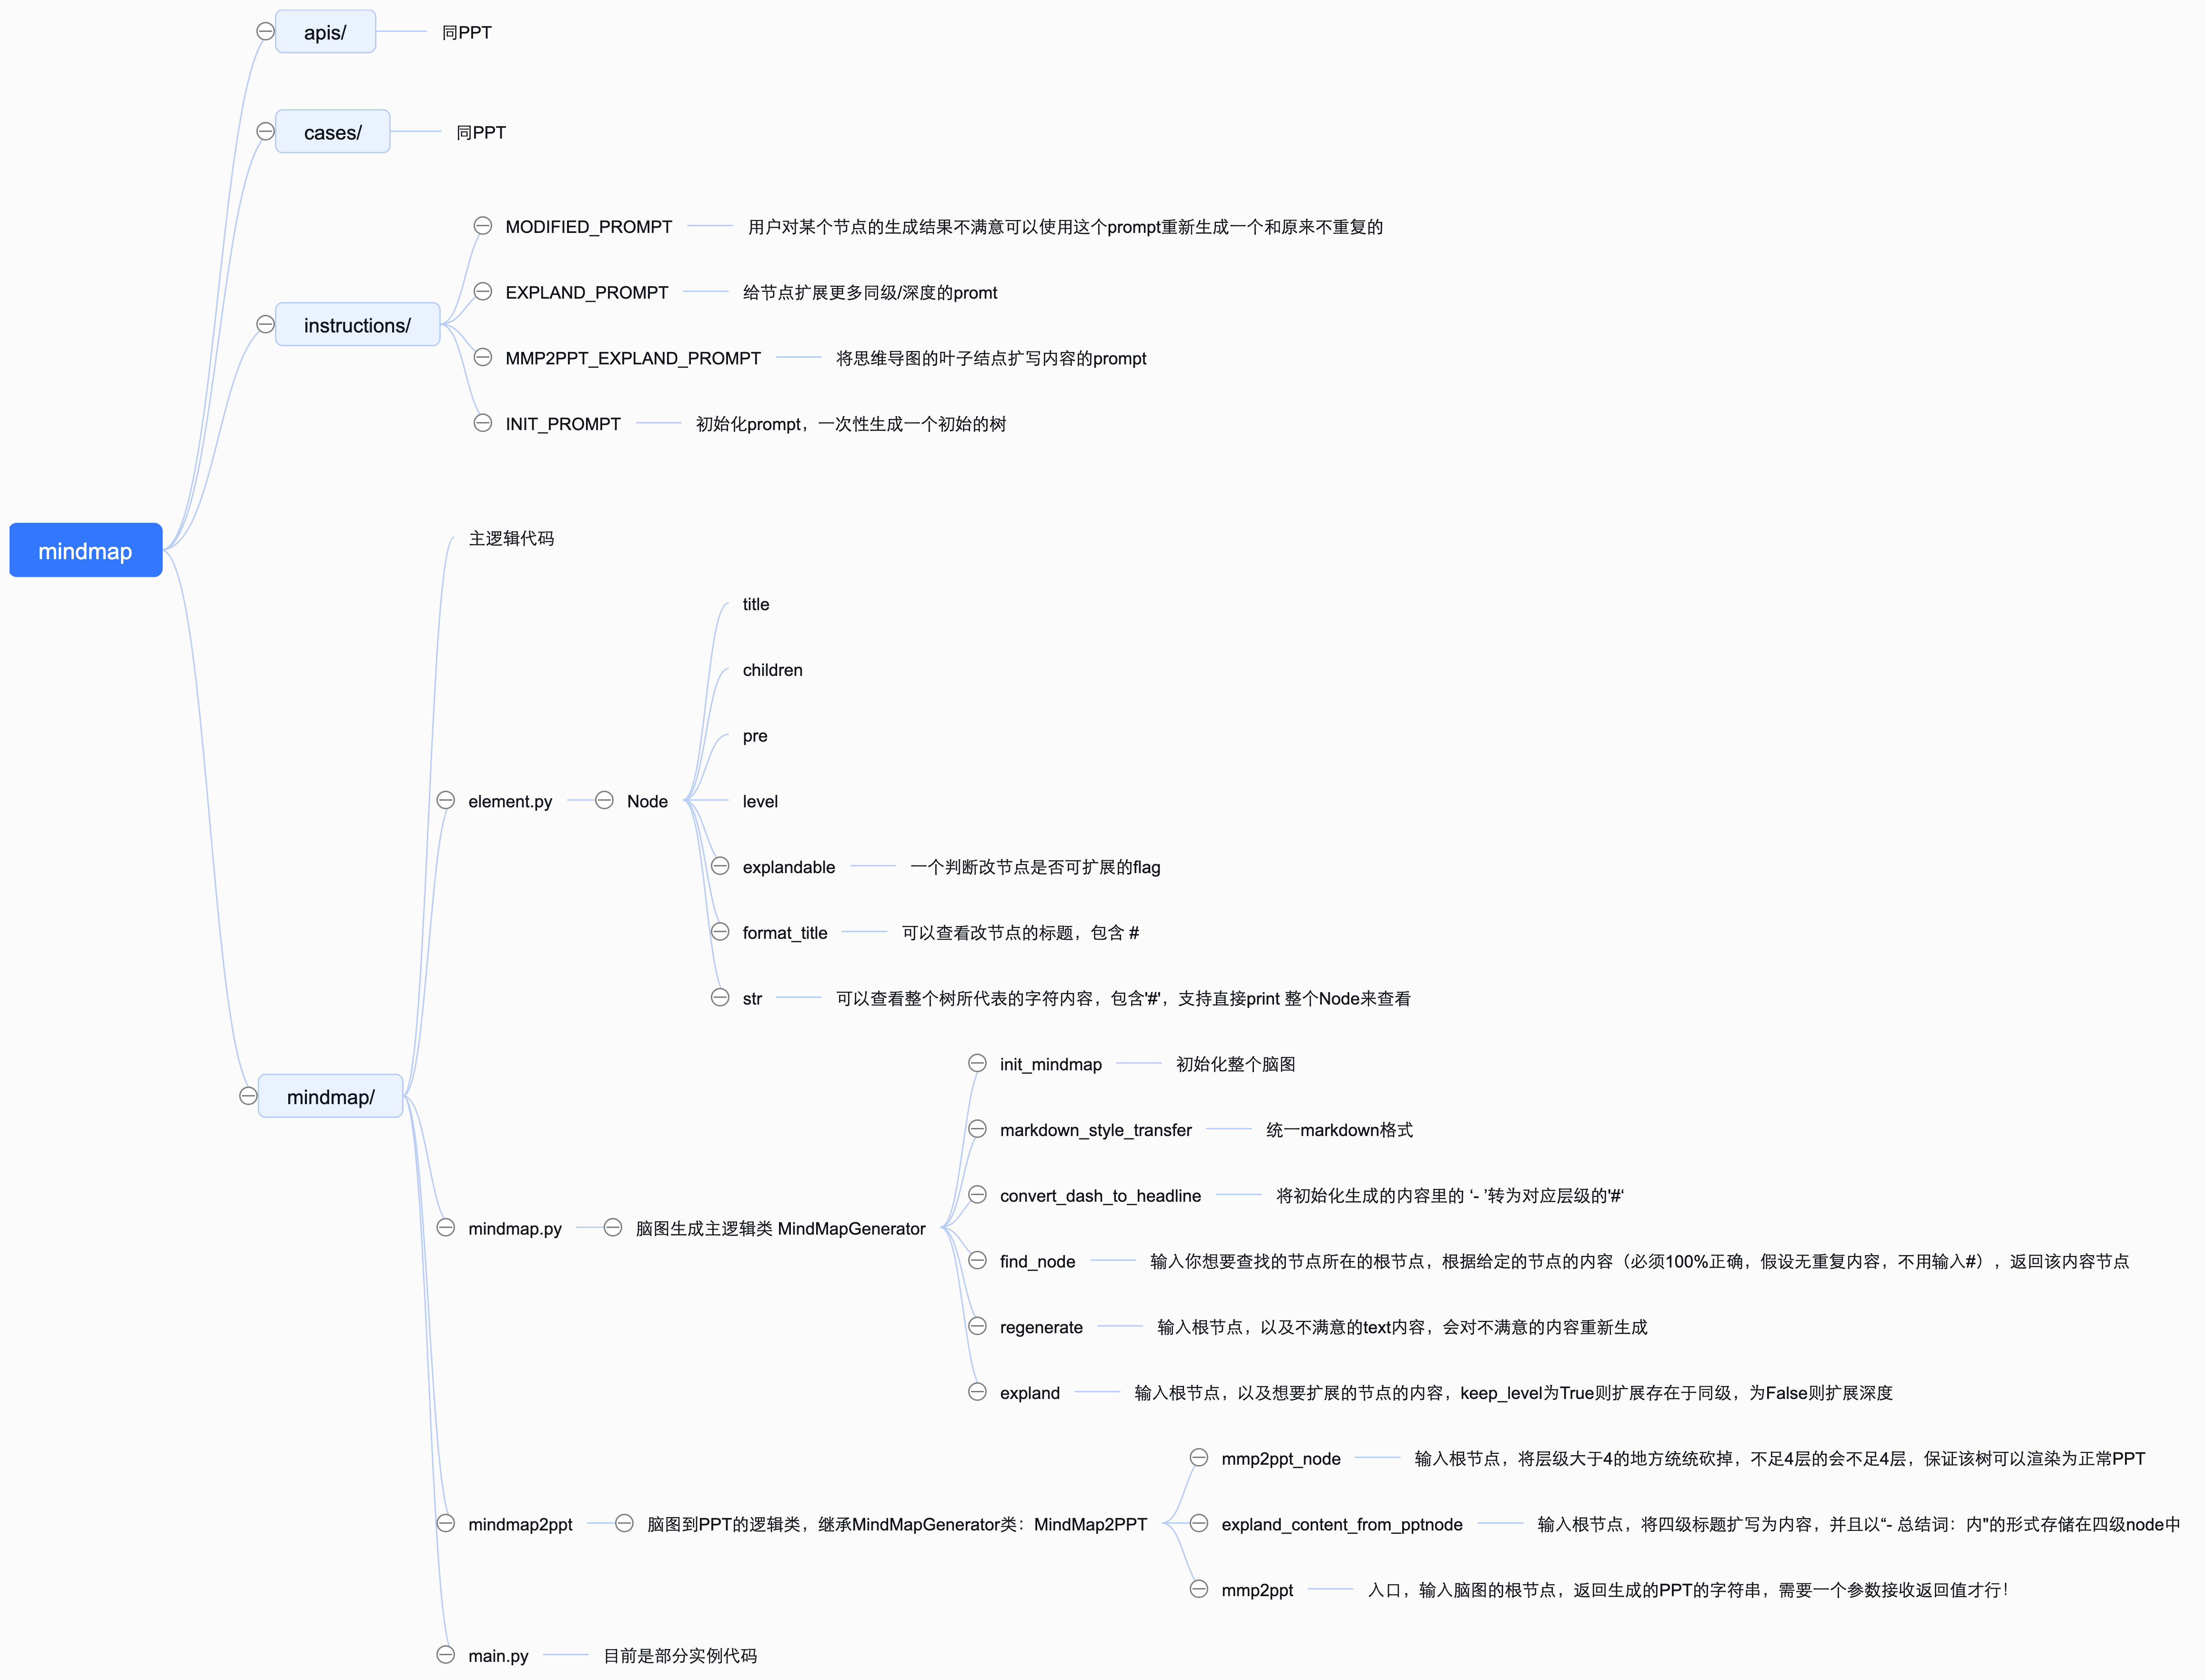 apis/
同PPT
cases/
同PPT
instructions/
MODIFIED_PROMPT
用户对某个节点的生成结果不满意可以使用这个prompt重新生成一个和原来不重复的
EXPLAND_PROMPT
给节点扩展更多同级/深度的promt
MMP2PPT_EXPLAND_PROMPT
将思维导图的叶子结点扩写内容的prompt
INIT_PROMPT
初始化prompt，一次性生成一个初始的树
mindmap
mindmap/
主逻辑代码
element.py
Node
title
children
pre
level
explandable
一个判断改节点是否可扩展的flag
format_title
可以查看改节点的标题，包含 #
str
可以查看整个树所代表的字符内容，包含'#'，支持直接print 整个Node来查看
mindmap.py
脑图生成主逻辑类 MindMapGenerator
init_mindmap
初始化整个脑图
markdown_style_transfer
统一markdown格式
convert_dash_to_headline
将初始化生成的内容里的 ‘- ’转为对应层级的'#‘
find_node
输入你想要查找的节点所在的根节点，根据给定的节点的内容（必须100%正确，假设无重复内容，不用输入#），返回该内容节点
regenerate
输入根节点，以及不满意的text内容，会对不满意的内容重新生成
expland
输入根节点，以及想要扩展的节点的内容，keep_level为True则扩展存在于同级，为False则扩展深度
mindmap2ppt
脑图到PPT的逻辑类，继承MindMapGenerator类：MindMap2PPT
mmp2ppt_node
输入根节点，将层级大于4的地方统统砍掉，不足4层的会不足4层，保证该树可以渲染为正常PPT
expland_content_from_pptnode
输入根节点，将四级标题扩写为内容，并且以“- 总结词：内"的形式存储在四级node中
mmp2ppt
入口，输入脑图的根节点，返回生成的PPT的字符串，需要一个参数接收返回值才行！
main.py
目前是部分实例代码